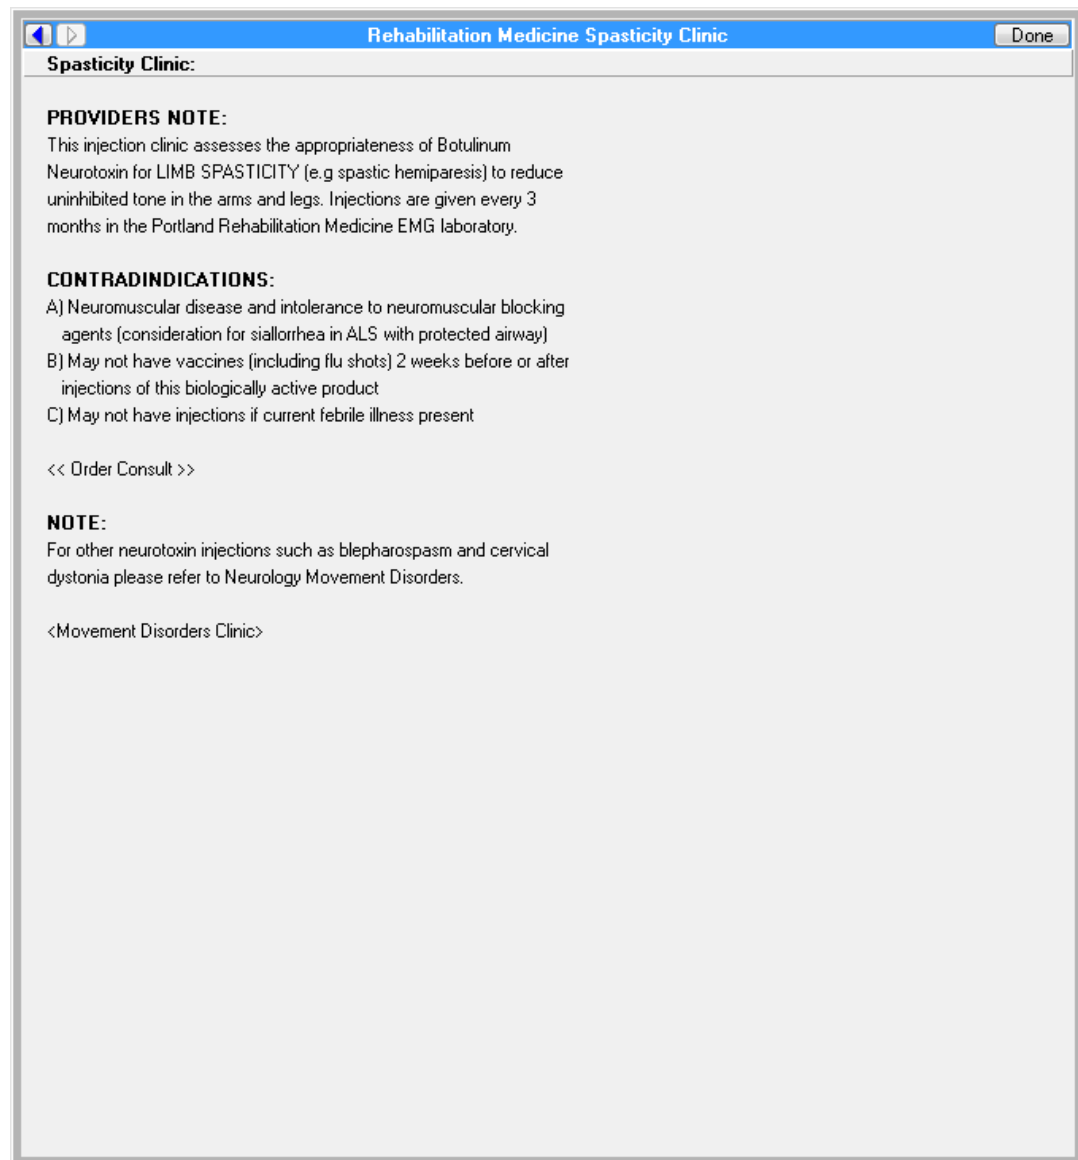 Rehabilitation Medicine Spasticity Clinic
Done
Spasticity Clinic:
PROVIDERS NOTE:
This injection clinic assesses the appropriateness of Botulinum
Neurotoxin for LIMB SPASTICITY (e.g spastic hemiparesis) to reduce
uninhibited tone in the arms and legs. Injections are given every 3
months in the Portland Rehabilitation Medicine EMG laboratory.
CONTRADINDICATIONS:
A) Neuromuscular disease and intolerance to neuromuscular blocking
agents (consideration for siallorrhea in ALS with protected airway)
B) May not have vaccines (including flu shots) 2 weeks before or after
injections of this biologically active product
C) May not have injections if current febrile illness present
<< Order Consult >>
NOTE:
For other neurotoxin injections such as blepharospasm and cervical
dystonia please refer to Neurology Movement Disorders.
<Movement Disorders Clinic>